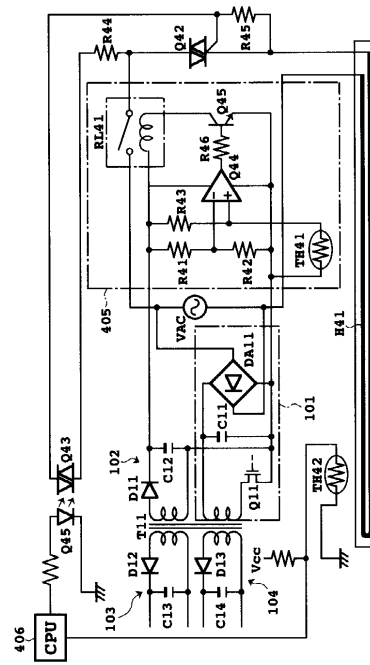 R44
Q42
R45
RL41
Q45
R46
Q44
R43
R41
R42
TH41
405
VAC
H41
DA11
101
C11
102
C12
Q11
D11
T11
Q43
Q45
TH42
D12
D13
Vcc
C13
C14
103
104
406
CPU